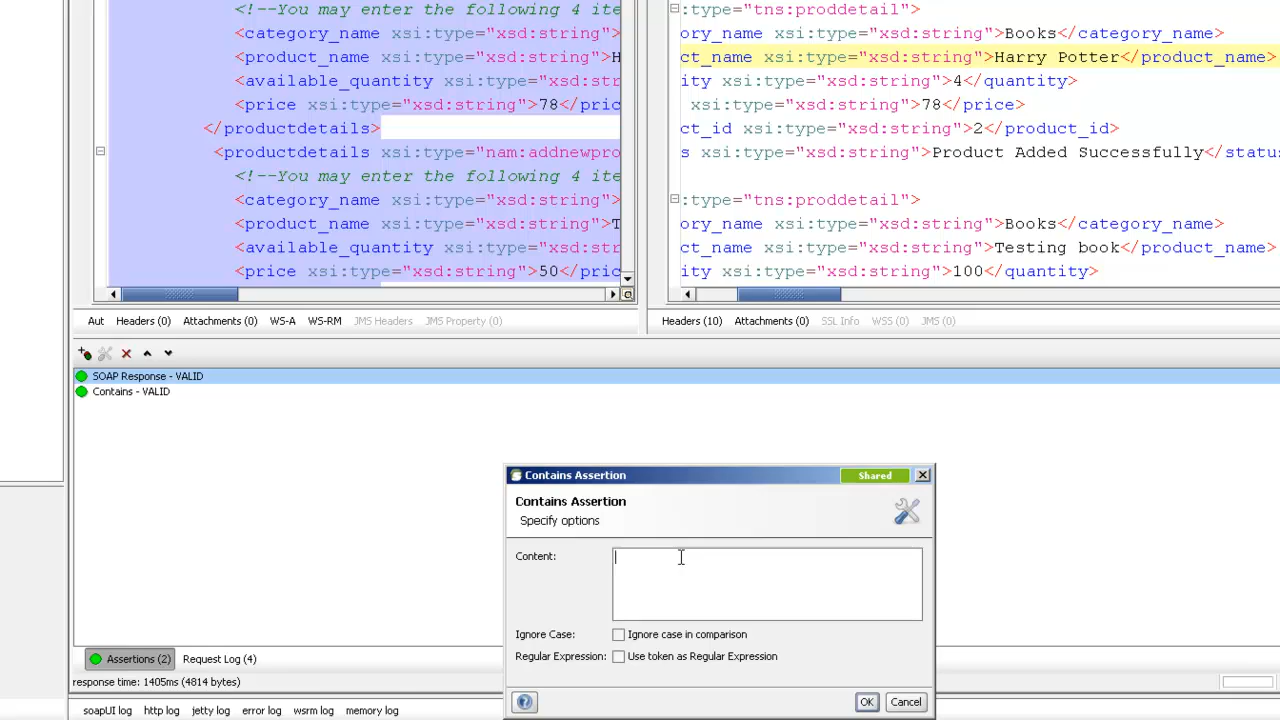 <!--You may enter the following 4 ite
<category_name xsi:type="xsd:string">
<product_name xsi:type="xsd:string">H
<available_quantity xsi:type="xsd:str
<price xsi:type="xsd:string">78</pric
</productdetails>
<productdetails xsi:type="nam:addnewpro
<!--You may enter the following 4 ite
<category_name xsi:type="xsd:string">
<product_name xsi:type="xsd:string">T
<available_quantity xsi:type="xsd:str
<price xsi:type="xsd:string">50</pric
:type="tns:proddetail">
ory_name xsi:type="xsd:string">Books</category_name>
ct_name xsi:type="xsd:string">Harry Potter</product_name>
ity xsi:type="xsd:string">4</quantity>
xsi:type="xsd:string">78</price>
ct_id xsi:type="xsd:string">2</product_id>
s xsi:type="xsd:string">Product Added Successfully</statu
:type="tns:proddetail">
ory_name xsi:type="xsd:string">Books</category_name>
ct_name xsi:type="xsd:string">Testing book</product_name>
ity xsi:type="xsd:string">100</quantity>
Aut Headers (0) Attachments (0) WS-A WS-RM JMS Headers JMS Property (0)
Headers (10) Attachments (0) SSL Info WSS (0) JMS (0)
SOAP Response - VALID
Contains - VALID
Contains Assertion Shared
Contains Assertion
Specify options
Content:
Ignore Case: Ignore case in comparison
Regular Expression: Use token as Regular Expression
OK Cancel
Assertions (2) Request Log (4)
response time: 1405ms (4814 bytes)
soapUI log http log jetty log error log wsrm log memory log